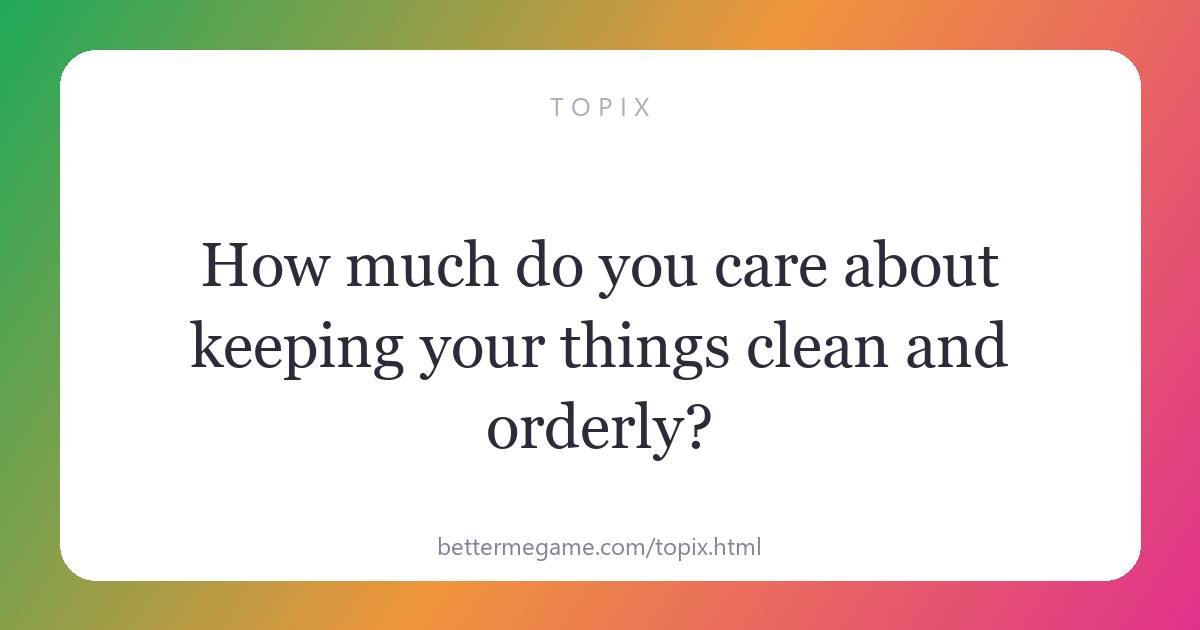 TOPIX
How much do you care about
keeping your things clean and
orderly?
bettermegame.com/topix.html